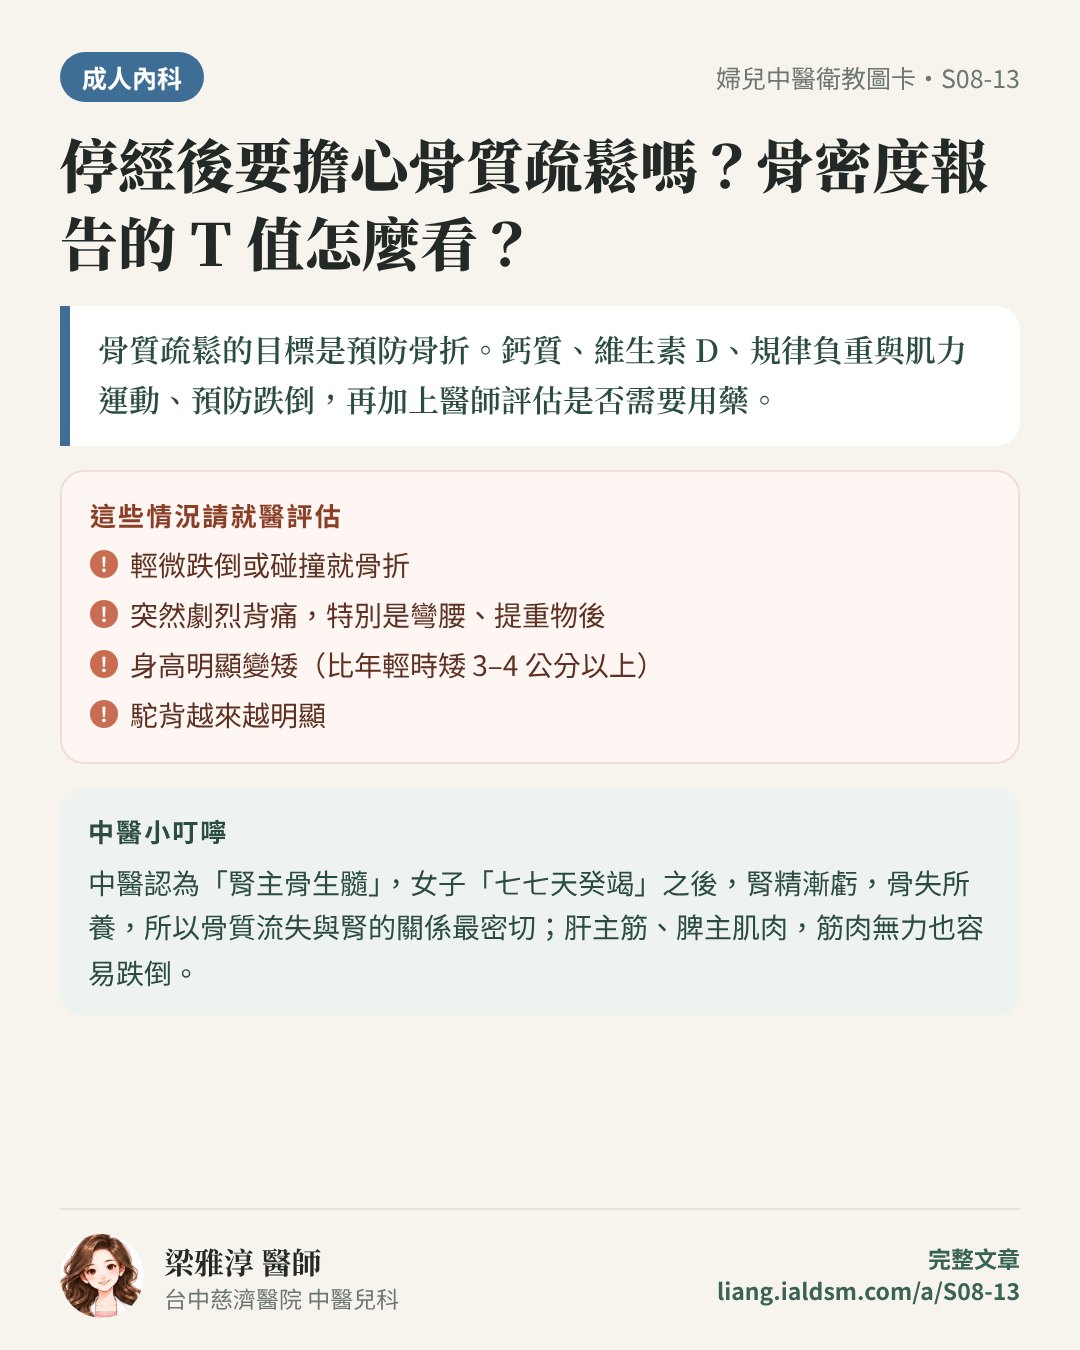 成人內科
婦兒中醫衛教圖卡・S08-13
停經後要擔心骨質疏鬆嗎？骨密度報
告的 T 值怎麼看？
骨質疏鬆的目標是預防骨折。鈣質、維生素 D、規律負重與肌力
運動、預防跌倒，再加上醫師評估是否需要用藥。
這些情況請就醫評估
! 輕微跌倒或碰撞就骨折
! 突然劇烈背痛，特別是彎腰、提重物後
! 身高明顯變矮（比年輕時矮 3–4 公分以上）
! 駝背越來越明顯
中醫小叮嚀
中醫認為「腎主骨生髓」，女子「七七天癸竭」之後，腎精漸虧，骨失所
養，所以骨質流失與腎的關係最密切；肝主筋、脾主肌肉，筋肉無力也容
易跌倒。
梁雅淳 醫師
台中慈濟醫院 中醫兒科
完整文章
liang.ialdsm.com/a/S08-13